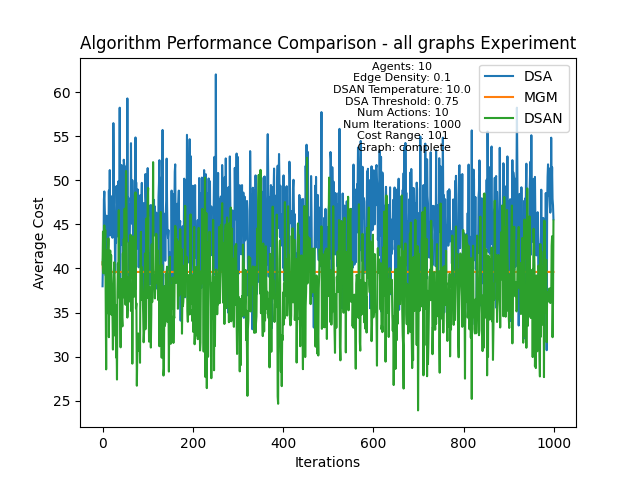 Algorithm Performance Comparison - all graphs Experiment
Agents: 10
Edge Density: 0.1
DSAN Temperature: 10.0
DSA Threshold: 0.75
Num Actions: 10
Num Iterations: 1000
Cost Range: 101
Graph: complete
DSA
MGM
DSAN
60
55
50
45
40
35
30
25
Average Cost
0
200
400
600
800
1000
Iterations